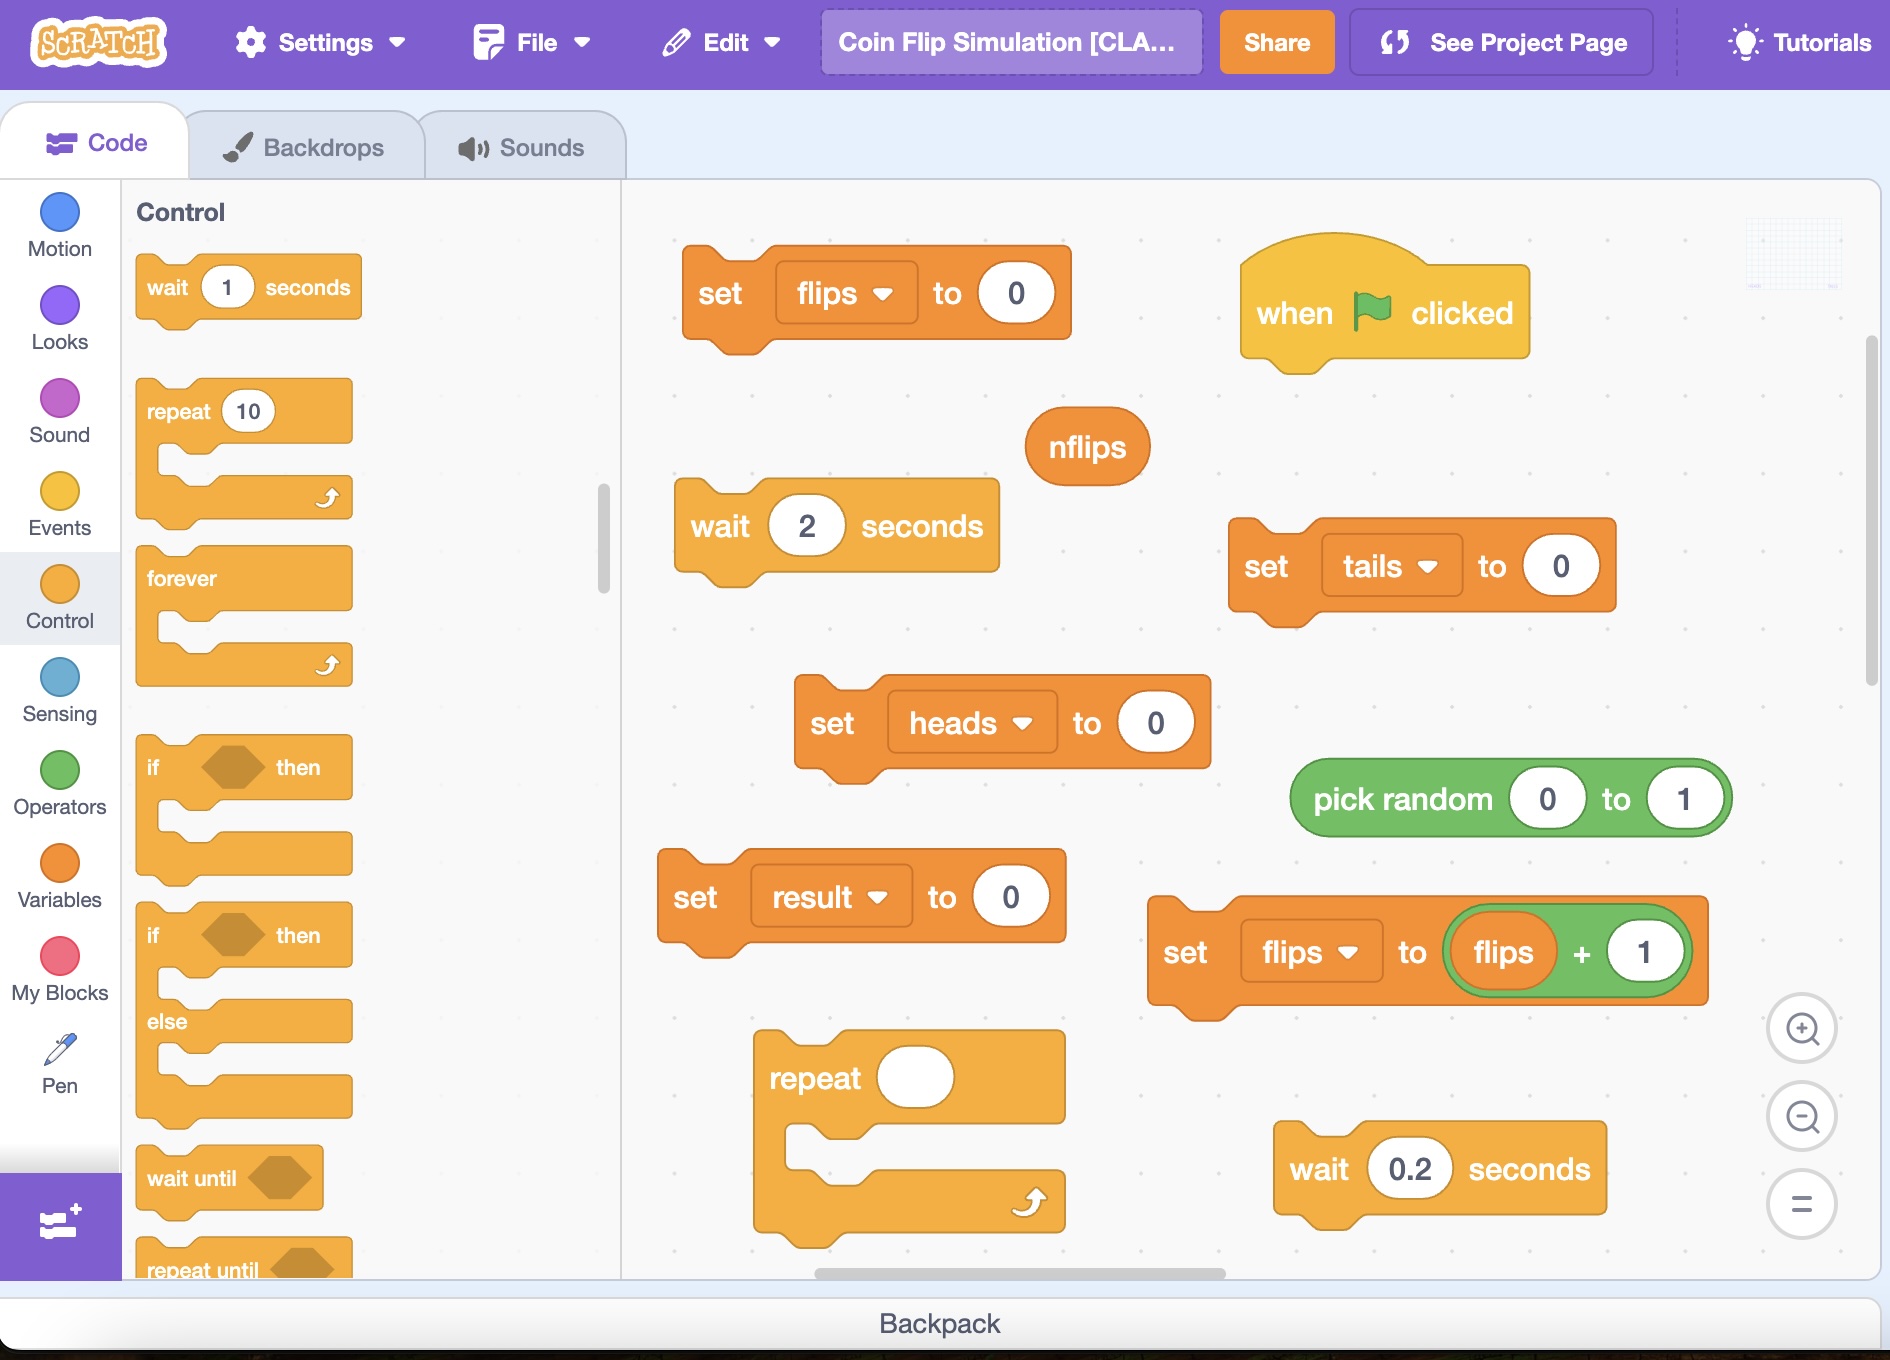 SCRATCH Settings File Edit Coin Flip Simulation [CLA... Share See Project Page Tutorials
Code Backdrops Sounds
Motion
Looks
Sound
Events
Control
Sensing
Operators
Variables
My Blocks
Pen
Control
wait 1 seconds
repeat 10
forever
if then
if then
else
wait until
repeat until
set flips to 0
when clicked
nflips
wait 2 seconds
set tails to 0
set heads to 0
pick random 0 to 1
set result to 0
set flips to flips + 1
repeat
wait 0.2 seconds
Backpack